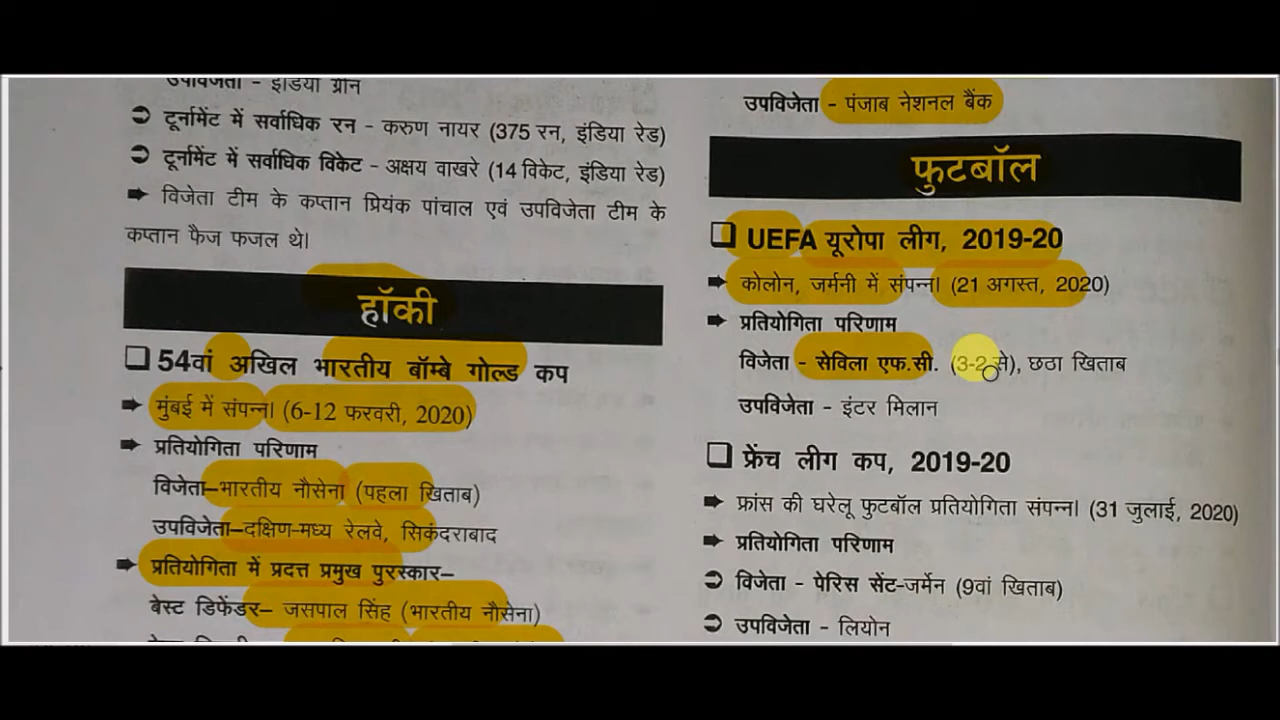 उपविजेता - इंडिया ग्रीन
टूर्नामेंट में सर्वाधिक रन - करुण नायर (375 रन, इंडिया रेड)
टूर्नामेंट में सर्वाधिक विकेट - अक्षय वाखरे (14 विकेट, इंडिया रेड)
विजेता टीम के कप्तान प्रियंक पांचाल एवं उपविजेता टीम के
कप्तान फैज फजल थे।
हॉकी
54वां अखिल भारतीय बॉम्बे गोल्ड कप
मुंबई में संपन्न। (6-12 फरवरी, 2020)
प्रतियोगिता परिणाम
विजेता–भारतीय नौसेना (पहला खिताब)
उपविजेता–दक्षिण-मध्य रेलवे, सिकंदराबाद
प्रतियोगिता में प्रदत्त प्रमुख पुरस्कार–
बेस्ट डिफेंडर– जसपाल सिंह (भारतीय नौसेना)
उपविजेता - पंजाब नेशनल बैंक
फुटबॉल
UEFA यूरोपा लीग, 2019-20
कोलोन, जर्मनी में संपन्न। (21 अगस्त, 2020)
प्रतियोगिता परिणाम
विजेता - सेविला एफ.सी. (3-2 से), छठा खिताब
उपविजेता - इंटर मिलान
फ्रेंच लीग कप, 2019-20
फ्रांस की घरेलू फुटबॉल प्रतियोगिता संपन्न। (31 जुलाई, 2020)
प्रतियोगिता परिणाम
विजेता - पेरिस सेंट-जर्मेन (9वां खिताब)
उपविजेता - लियोन